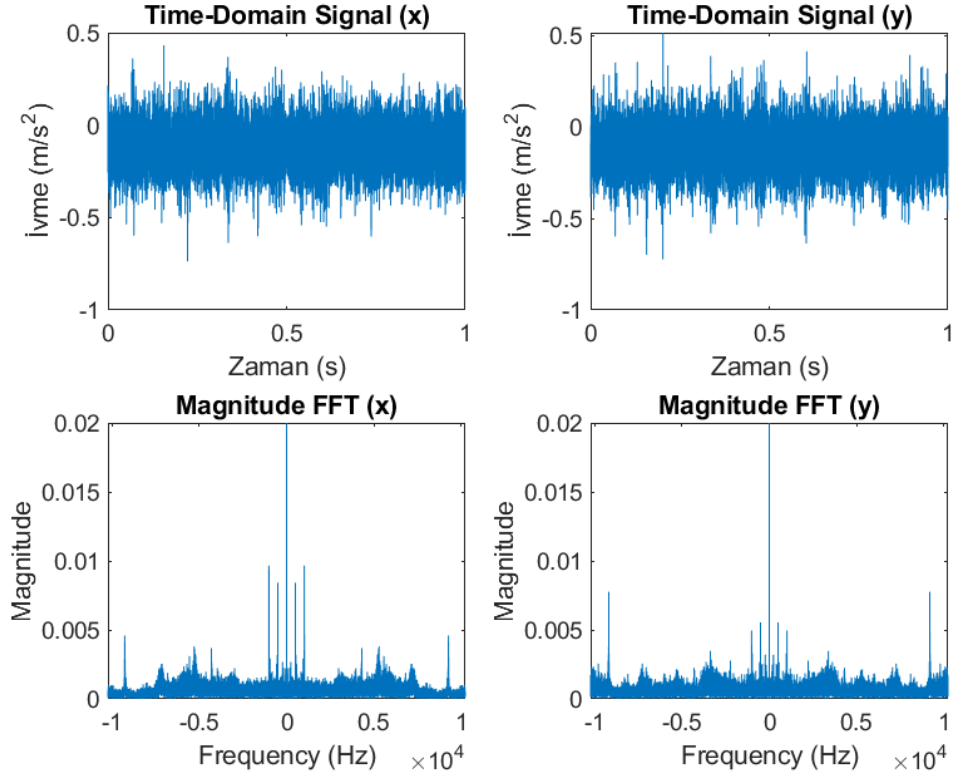 Time-Domain Signal (x)
0.5
0
-0.5
-1
İvme (m/s²)
0 0.5 1
Zaman (s)
Time-Domain Signal (y)
0.5
0
-0.5
-1
İvme (m/s²)
0 0.5 1
Zaman (s)
Magnitude FFT (x)
0.02
0.015
0.01
0.005
0
Magnitude
-1 -0.5 0 0.5 1
Frequency (Hz) ×10⁴
Magnitude FFT (y)
0.02
0.015
0.01
0.005
0
Magnitude
-1 -0.5 0 0.5 1
Frequency (Hz) ×10⁴